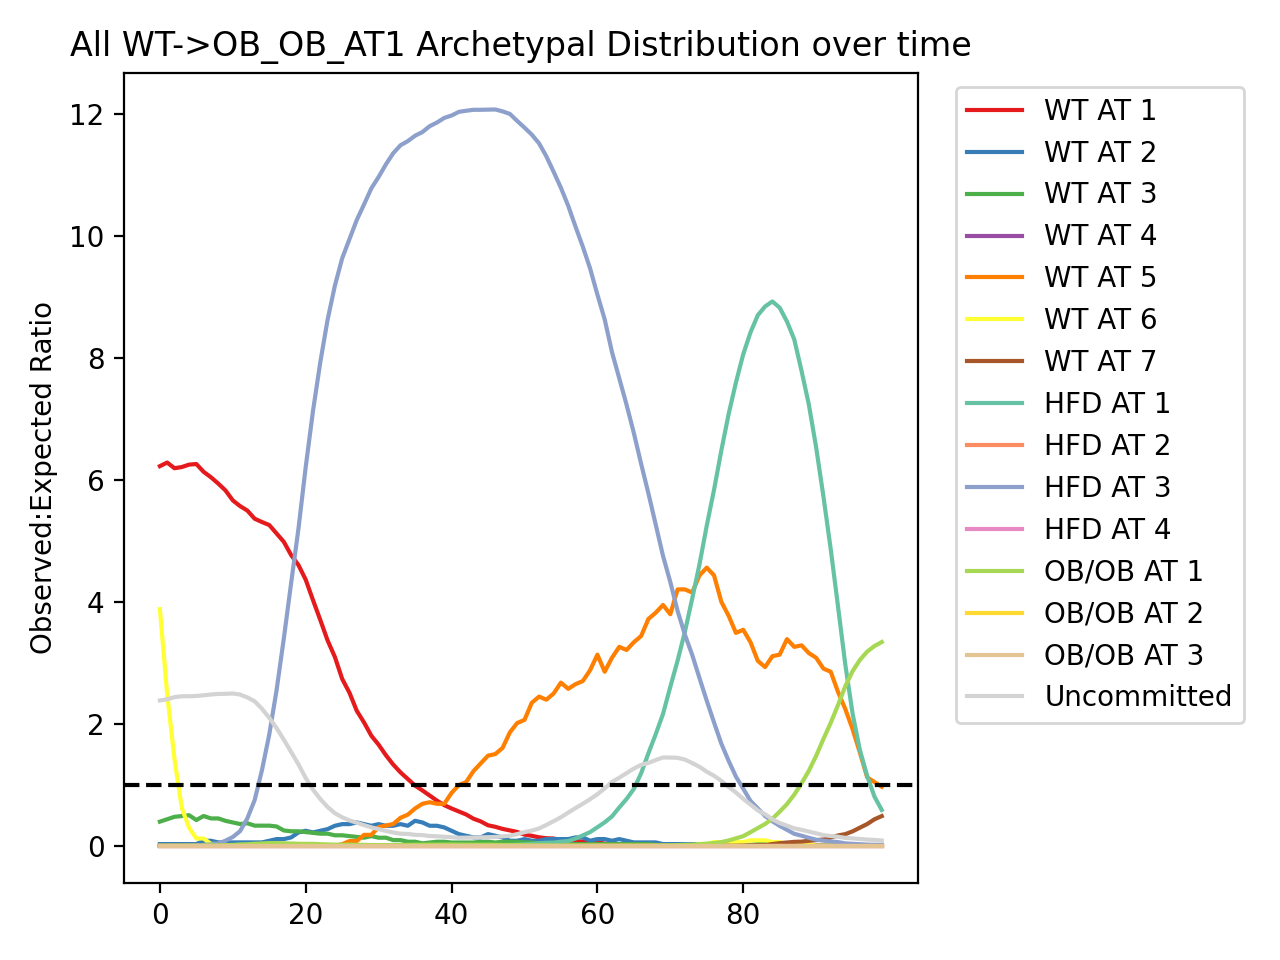 All WT->OB_OB_AT1 Archetypal Distribution over time
Observed:Expected Ratio
12
10
8
6
4
2
0
0 20 40 60 80
WT AT 1
WT AT 2
WT AT 3
WT AT 4
WT AT 5
WT AT 6
WT AT 7
HFD AT 1
HFD AT 2
HFD AT 3
HFD AT 4
OB/OB AT 1
OB/OB AT 2
OB/OB AT 3
Uncommitted